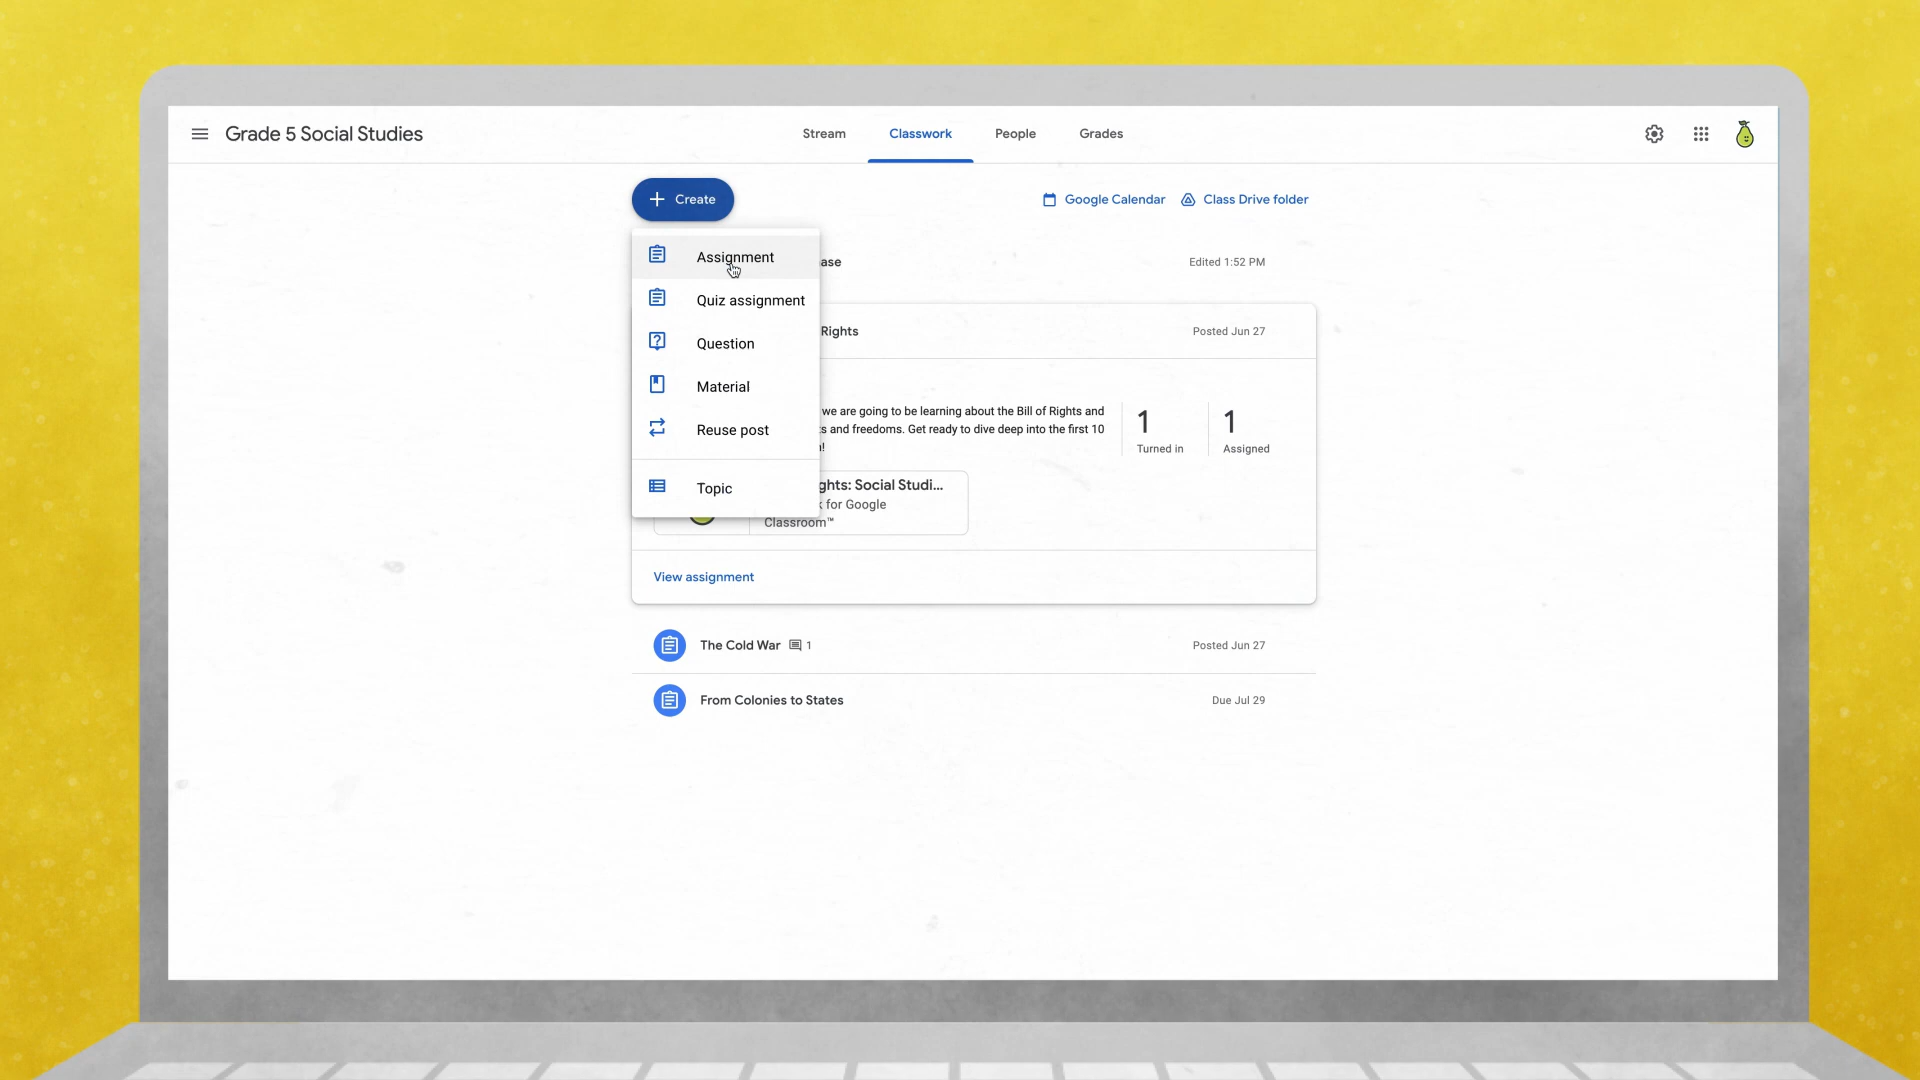 Grade 5 Social Studies
Stream
Classwork
People
Grades
Create
Google Calendar
Class Drive folder
Assignment
Quiz assignment
Question
Material
Reuse post
Topic
ase
Edited 1:52 PM
Rights
Posted Jun 27
we are going to be learning about the Bill of Rights and
s and freedoms. Get ready to dive deep into the first 10
!
1
Turned in
1
Assigned
ghts: Social Studi...
k for Google
Classroom™
View assignment
The Cold War
1
Posted Jun 27
From Colonies to States
Due Jul 29